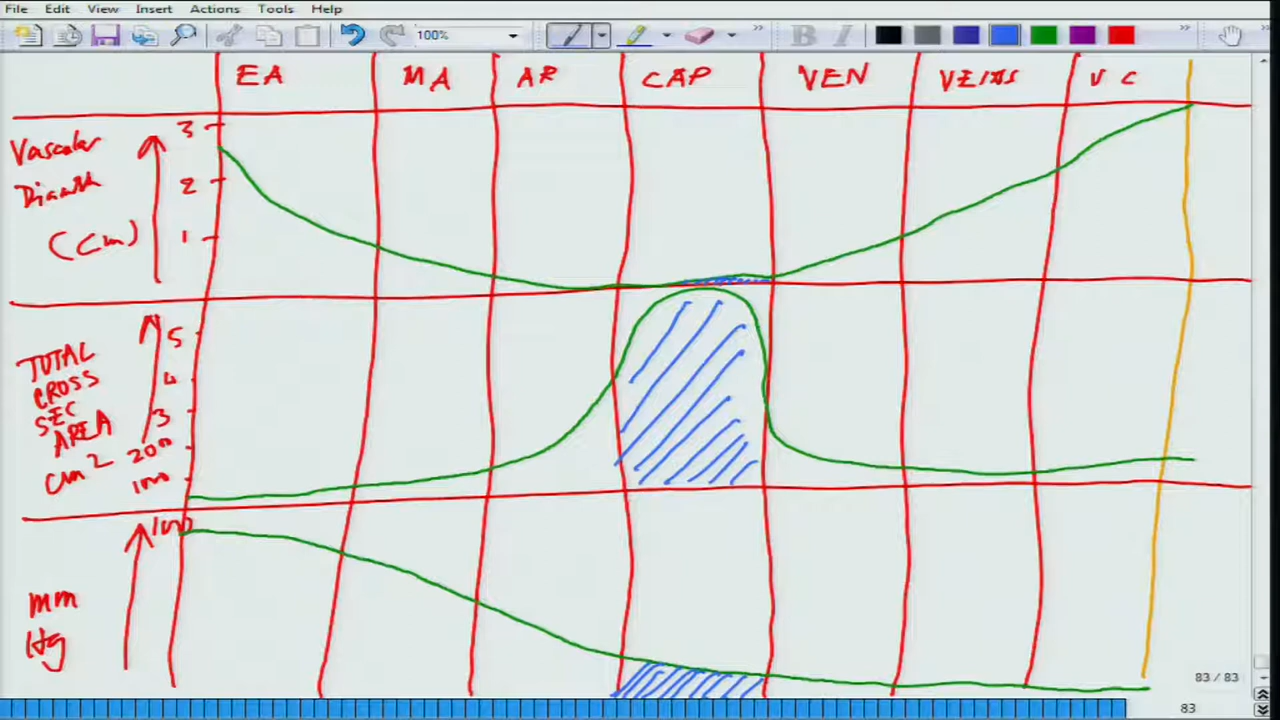 File Edit View Insert Actions Tools Help
100%
EA MA AR CAP VEN VEINS VC
Vascular
(Cm)
3
2
1
TOTAL
CROSS
SEC
AREA
cm2
5
4
3
200
100
100
mm
Hg
83 / 83
83